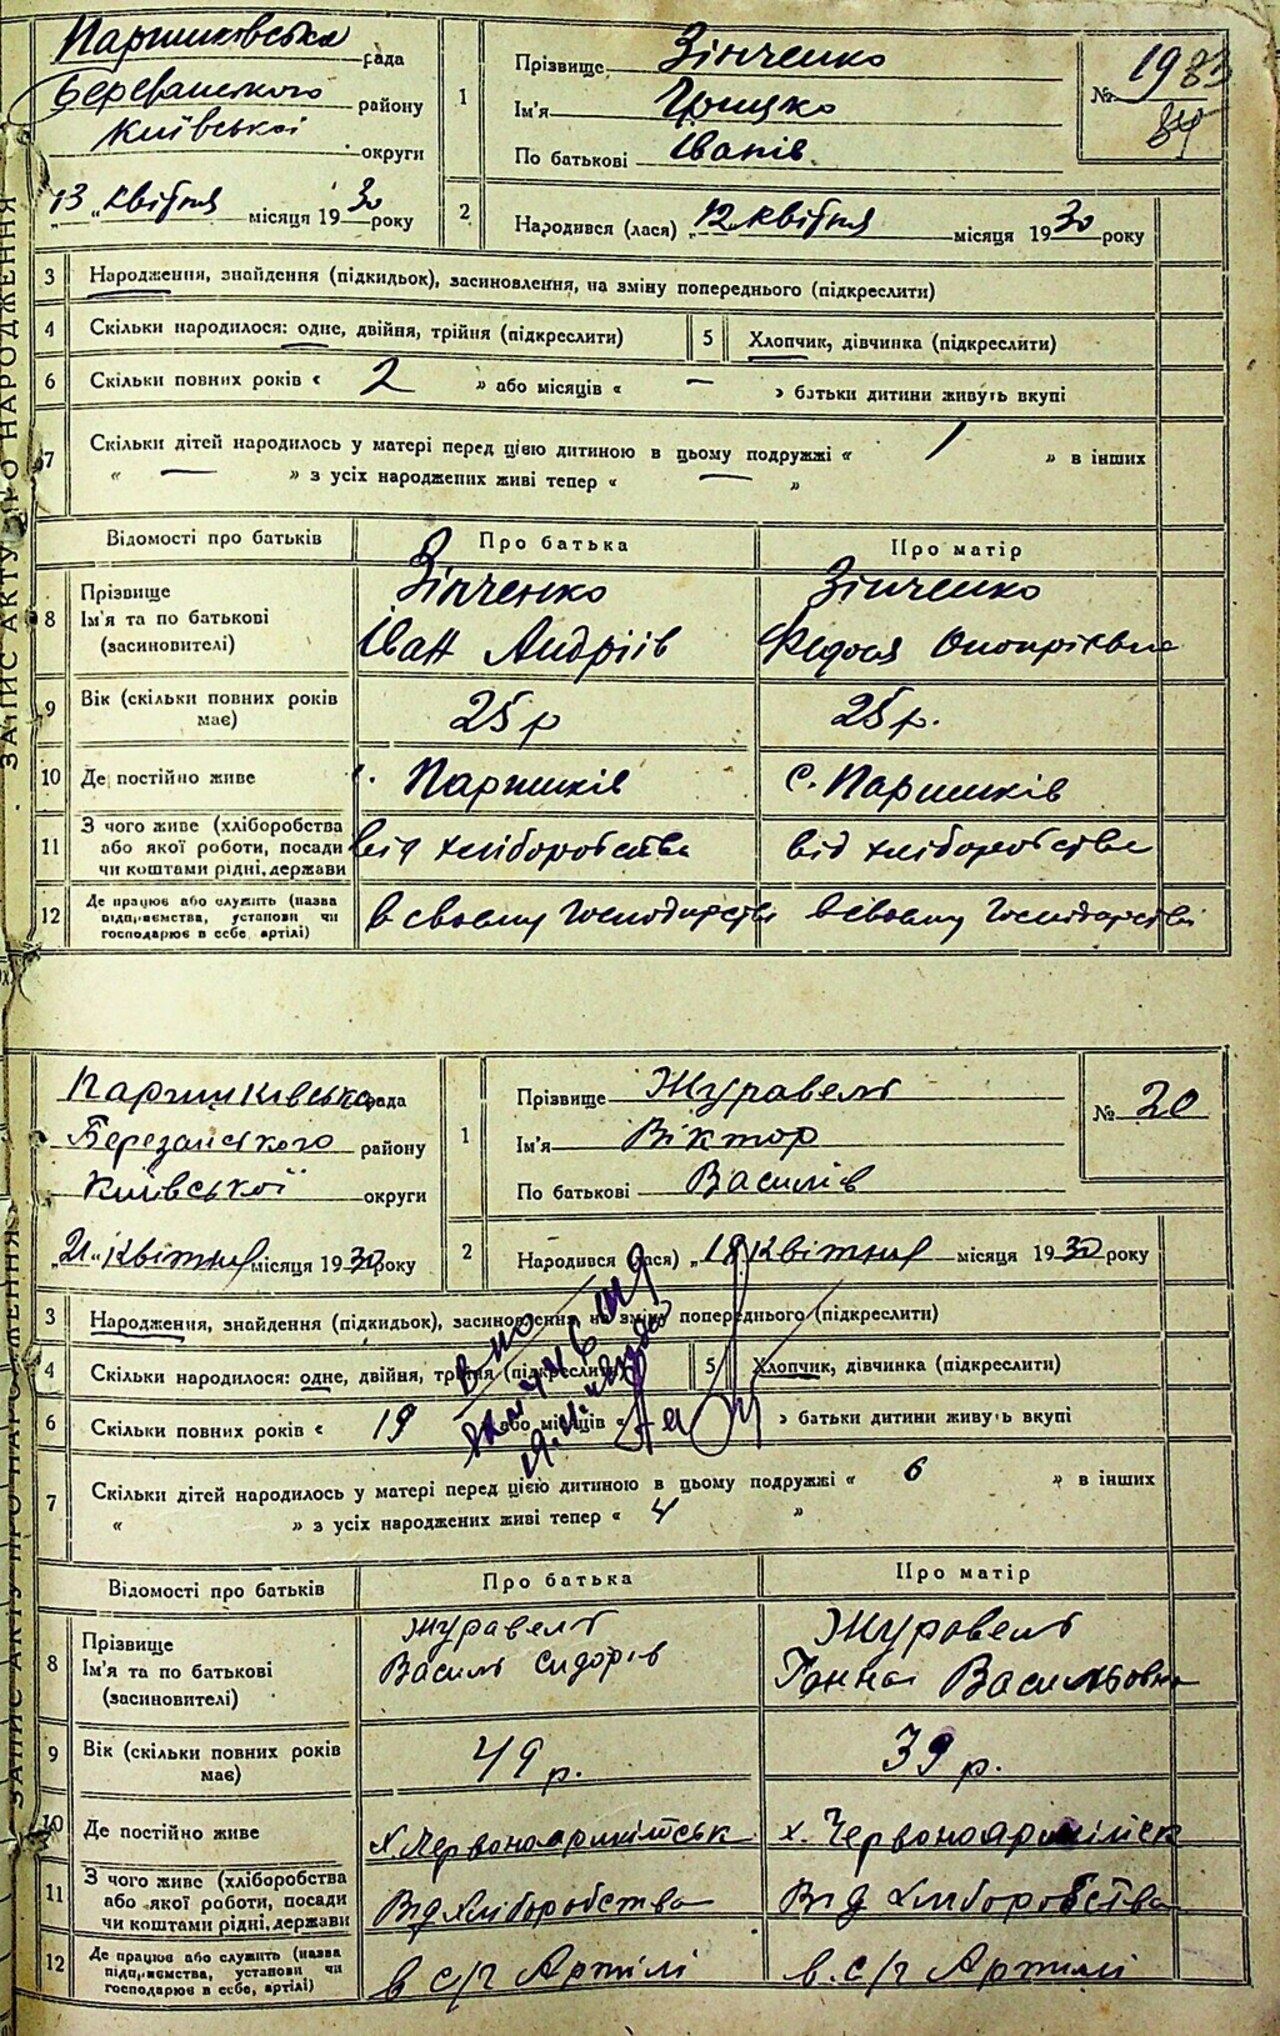 ЗАПИС АКТУ ПРО НАРОДЖЕННЯ
Паришківська рада
Березанського району
Київської округи
"13" квітня місяця 1930 року
1
Прізвище Зінченко
Ім'я Грицько
По батькові Іванів
№ 19 83
84
2
Народився (лася) "12" квітня місяця 1930 року
3 Народження, знайдення (підкидьок), засиновлення, на зміну попереднього (підкреслити)
4 Скільки народилося: одне, двійня, трійня (підкреслити)
5 Хлопчик, дівчинка (підкреслити)
6 Скільки повних років « 2 » або місяців « — » батьки дитини живуть вкупі
7 Скільки дітей народилось у матері перед цією дитиною в цьому подружжі « 1 » в інших
« — » з усіх народжених живі тепер « — »
Відомості про батьків Про батька Про матір
8 Прізвище Ім'я та по батькові (засиновителі)
Зінченко Зінченко
Іван Андріїв Федося Оноприївна
9 Вік (скільки повних років має) 25 р 25 р.
10 Де постійно живе с. Паришків с. Паришків
11 З чого живе (хліборобства або якої роботи, посади чи коштами рідні, держави від хліборобства від хліборобства
12 Де працює або служить (назва підприємства, установи чи господарює в себе, артілі) в своєму господарстві в своєму господарстві
ЗАПИС АКТУ ПРО НАРОДЖЕННЯ
Паришківська рада
Березанського району
Київської округи
"21" квітня місяця 1930 року
1
Прізвище Журавель
Ім'я Віктор
По батькові Василів
№ 20
2
Народився (лася) "18" квітня місяця 1930 року
3 Народження, знайдення (підкидьок), засиновлення, на зміну попереднього (підкреслити)
4 Скільки народилося: одне, двійня, трійня (підкреслити)
5 Хлопчик, дівчинка (підкреслити)
6 Скільки повних років « 19 » або місяців « » батьки дитини живуть вкупі
7 Скільки дітей народилось у матері перед цією дитиною в цьому подружжі « 6 » в інших
« » з усіх народжених живі тепер « 4 »
Відомості про батьків Про батька Про матір
8 Прізвище Ім'я та по батькові (засиновителі)
Журавель Журовель
Василь Сидорів Ганна Васильовна
9 Вік (скільки повних років має) 49 р. 39 р.
10 Де постійно живе х. Червоноармійськ х. Червоноармійск
11 З чого живе (хліборобства або якої роботи, посади чи коштами рідні, держави Від хліборобства Від хліборобства
12 Де працює або служить (назва підприємства, установи чи господарює в себе, артілі) в с/г Артілі в. с/г Артілі